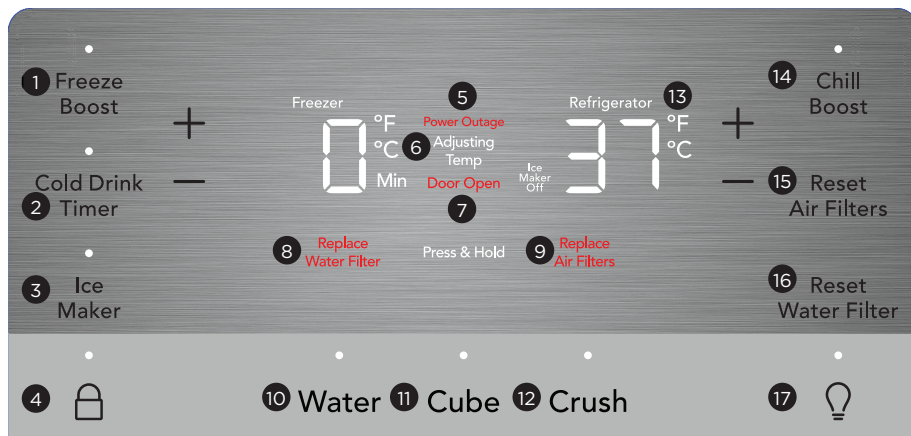 1 Freeze
Boost
2 Cold Drink
Timer
3 Ice
Maker
4
+
−
Freezer
0 °F
°C
Min
5
Power Outage
6 Adjusting
Temp
Door Open
7
Refrigerator 13
37 °F
°C
Ice
Maker
Off
8 Replace
Water Filter
Press & Hold
9 Replace
Air Filters
+
−
14 Chill
Boost
15 Reset
Air Filters
16 Reset
Water Filter
10 Water
11 Cube
12 Crush
17